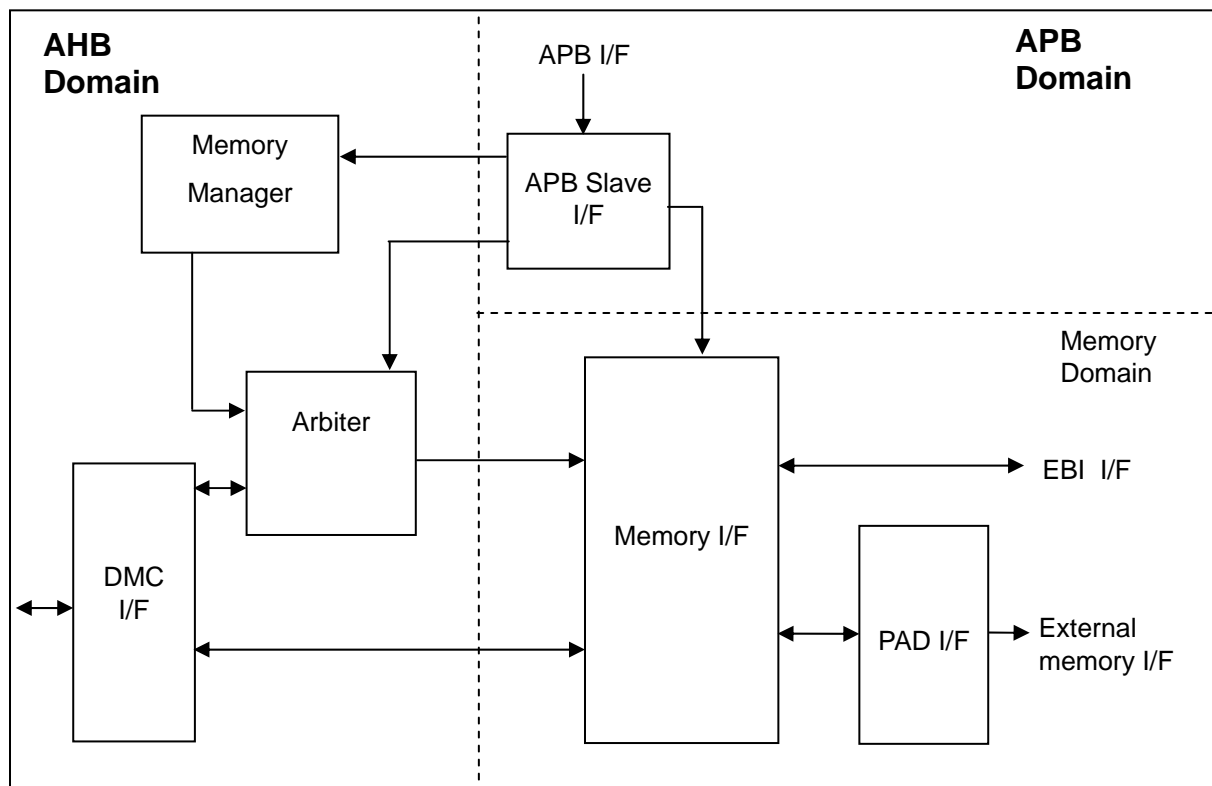 AHB
Domain
APB I/F
APB
Domain
Memory
Manager
APB Slave
I/F
Memory
Domain
Arbiter
EBI I/F
Memory I/F
DMC
I/F
PAD I/F
External
memory I/F